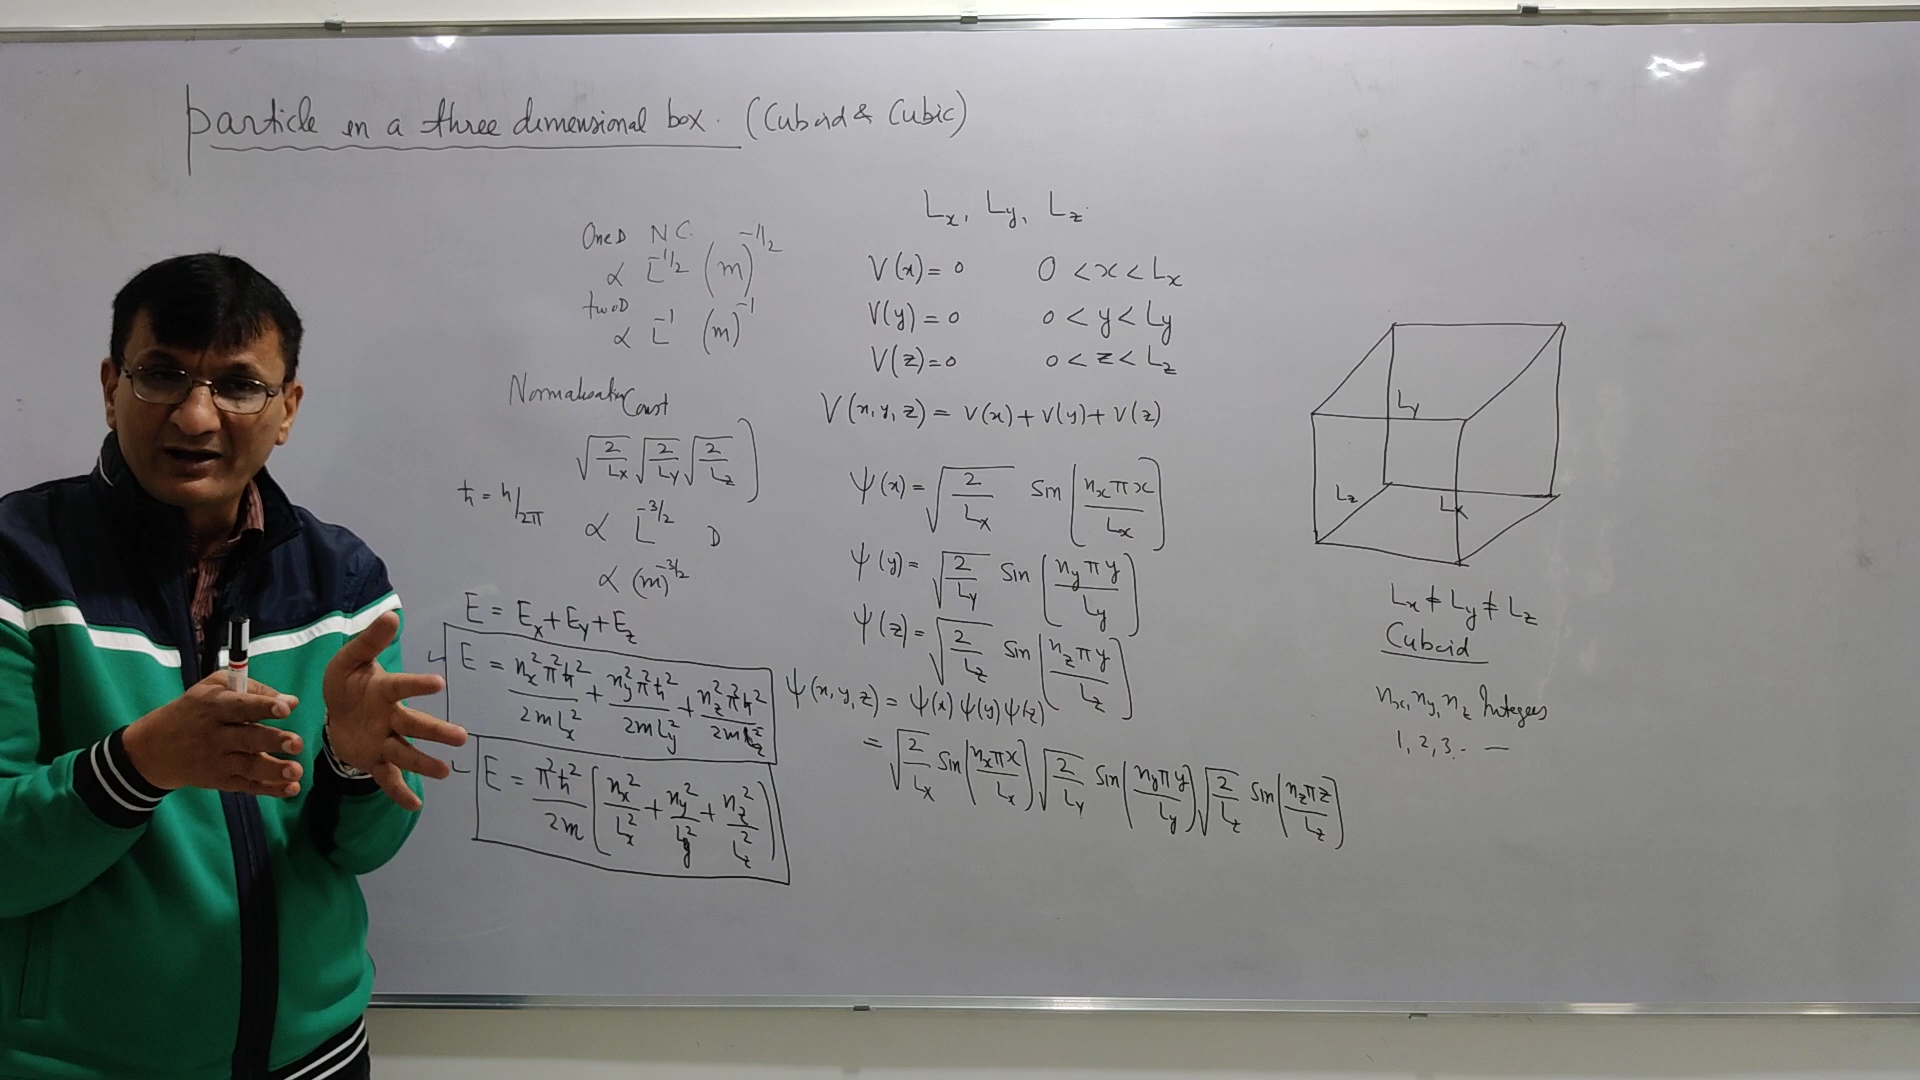 particle in a three dimensional box. (Cuboid & Cubic)
One D N.C.
∝ L^-1/2 (m)^-1/2
two D
∝ L^-1 (m)^-1
Normalisation Const
√(2/Lx) √(2/Ly) √(2/Lz) ]
ħ = h/2π
∝ L^-3/2 D
∝ (m)^-3/2
E = Ex + Ey + Ez
E = nx²π²ħ²/2mLx² + ny²π²ħ²/2mLy² + nz²π²ħ²/2mLz²
E = π²ħ²/2m [nx²/Lx² + ny²/Ly² + nz²/Lz²]
Lx, Ly, Lz
V(x) = 0 0 < x < Lx
V(y) = 0 0 < y < Ly
V(z) = 0 0 < z < Lz
V(x, y, z) = V(x) + V(y) + V(z)
ψ(x) = √(2/Lx) Sin [nxπx/Lx]
ψ(y) = √(2/Ly) Sin [nyπy/Ly]
ψ(z) = √(2/Lz) Sin [nzπy/Lz]
ψ(x, y, z) = ψ(x) ψ(y) ψ(z)
= √(2/Lx) Sin[nxπx/Lx] √(2/Ly) Sin[nyπy/Ly] √(2/Lz) Sin[nzπz/Lz]
Ly
Lz
Lx
Lx ≠ Ly ≠ Lz
Cuboid
nx, ny, nz Integers
1, 2, 3. —